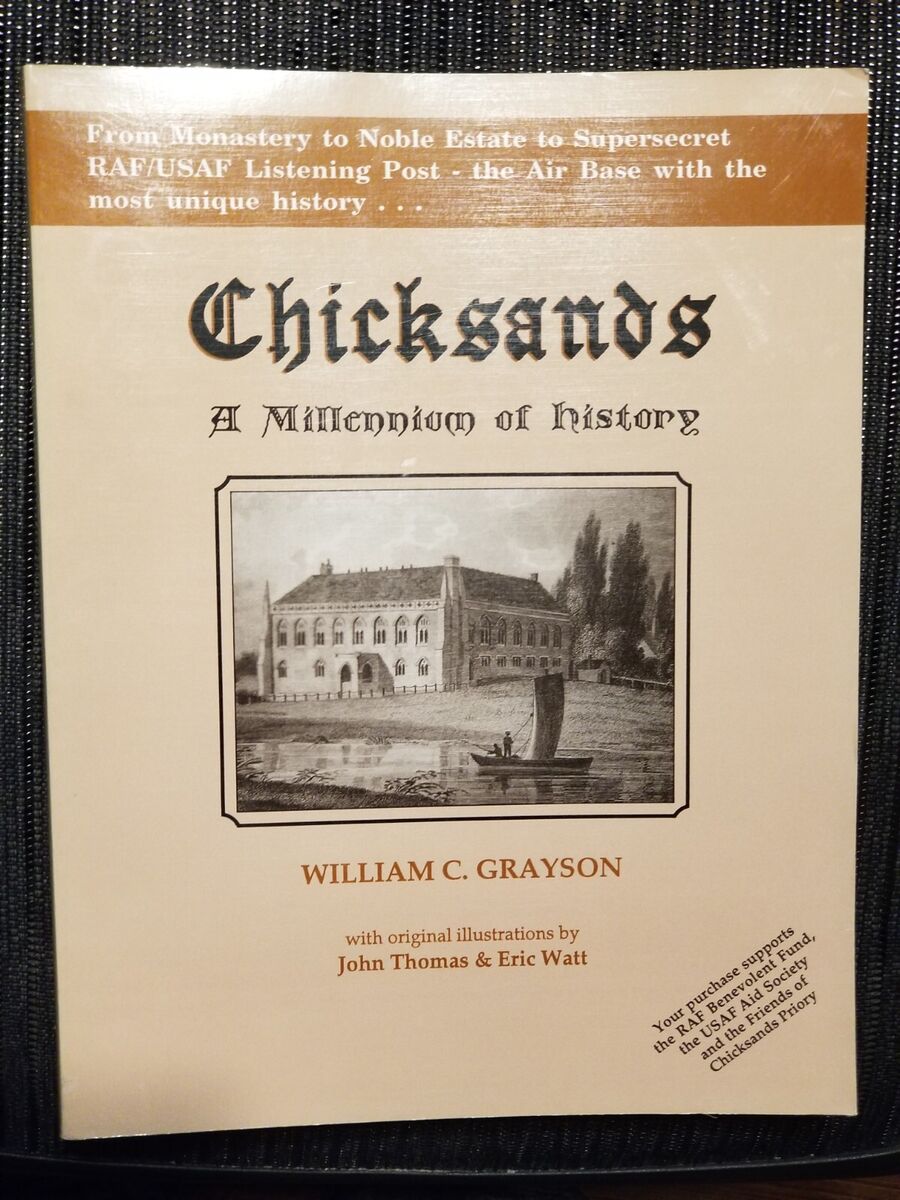 From Monastery to Noble Estate to Supersecret
RAF/USAF Listening Post - the Air Base with the
most unique history . . .
Chicksands
A Millennium of History
WILLIAM C. GRAYSON
with original illustrations by
John Thomas & Eric Watt
Your purchase supports
the RAF Benevolent Fund,
the USAF Aid Society
and the Friends of
Chicksands Priory